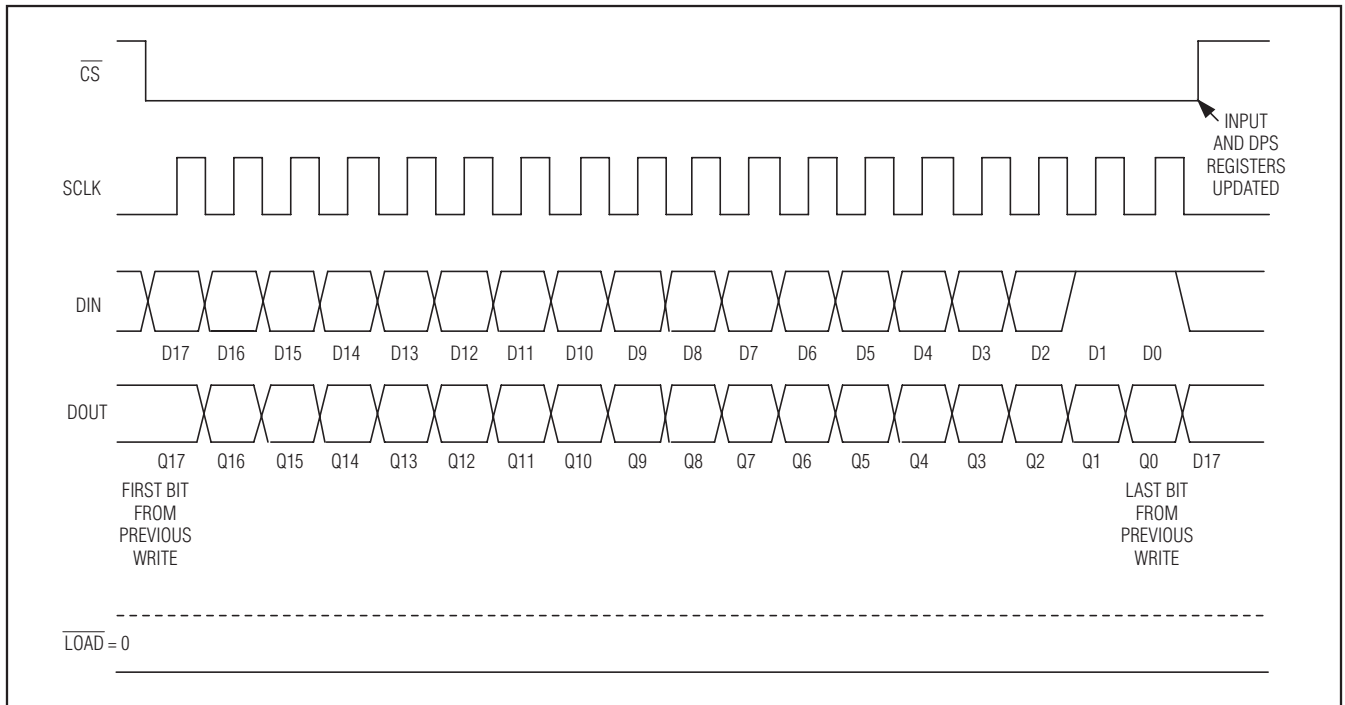 CS
INPUT
AND DPS
REGISTERS
UPDATED
SCLK
DIN
D17 D16 D15 D14 D13 D12 D11 D10 D9 D8 D7 D6 D5 D4 D3 D2 D1 D0
DOUT
Q17 Q16 Q15 Q14 Q13 Q12 Q11 Q10 Q9 Q8 Q7 Q6 Q5 Q4 Q3 Q2 Q1 Q0 D17
FIRST BIT
FROM
PREVIOUS
WRITE
LAST BIT
FROM
PREVIOUS
WRITE
LOAD = 0